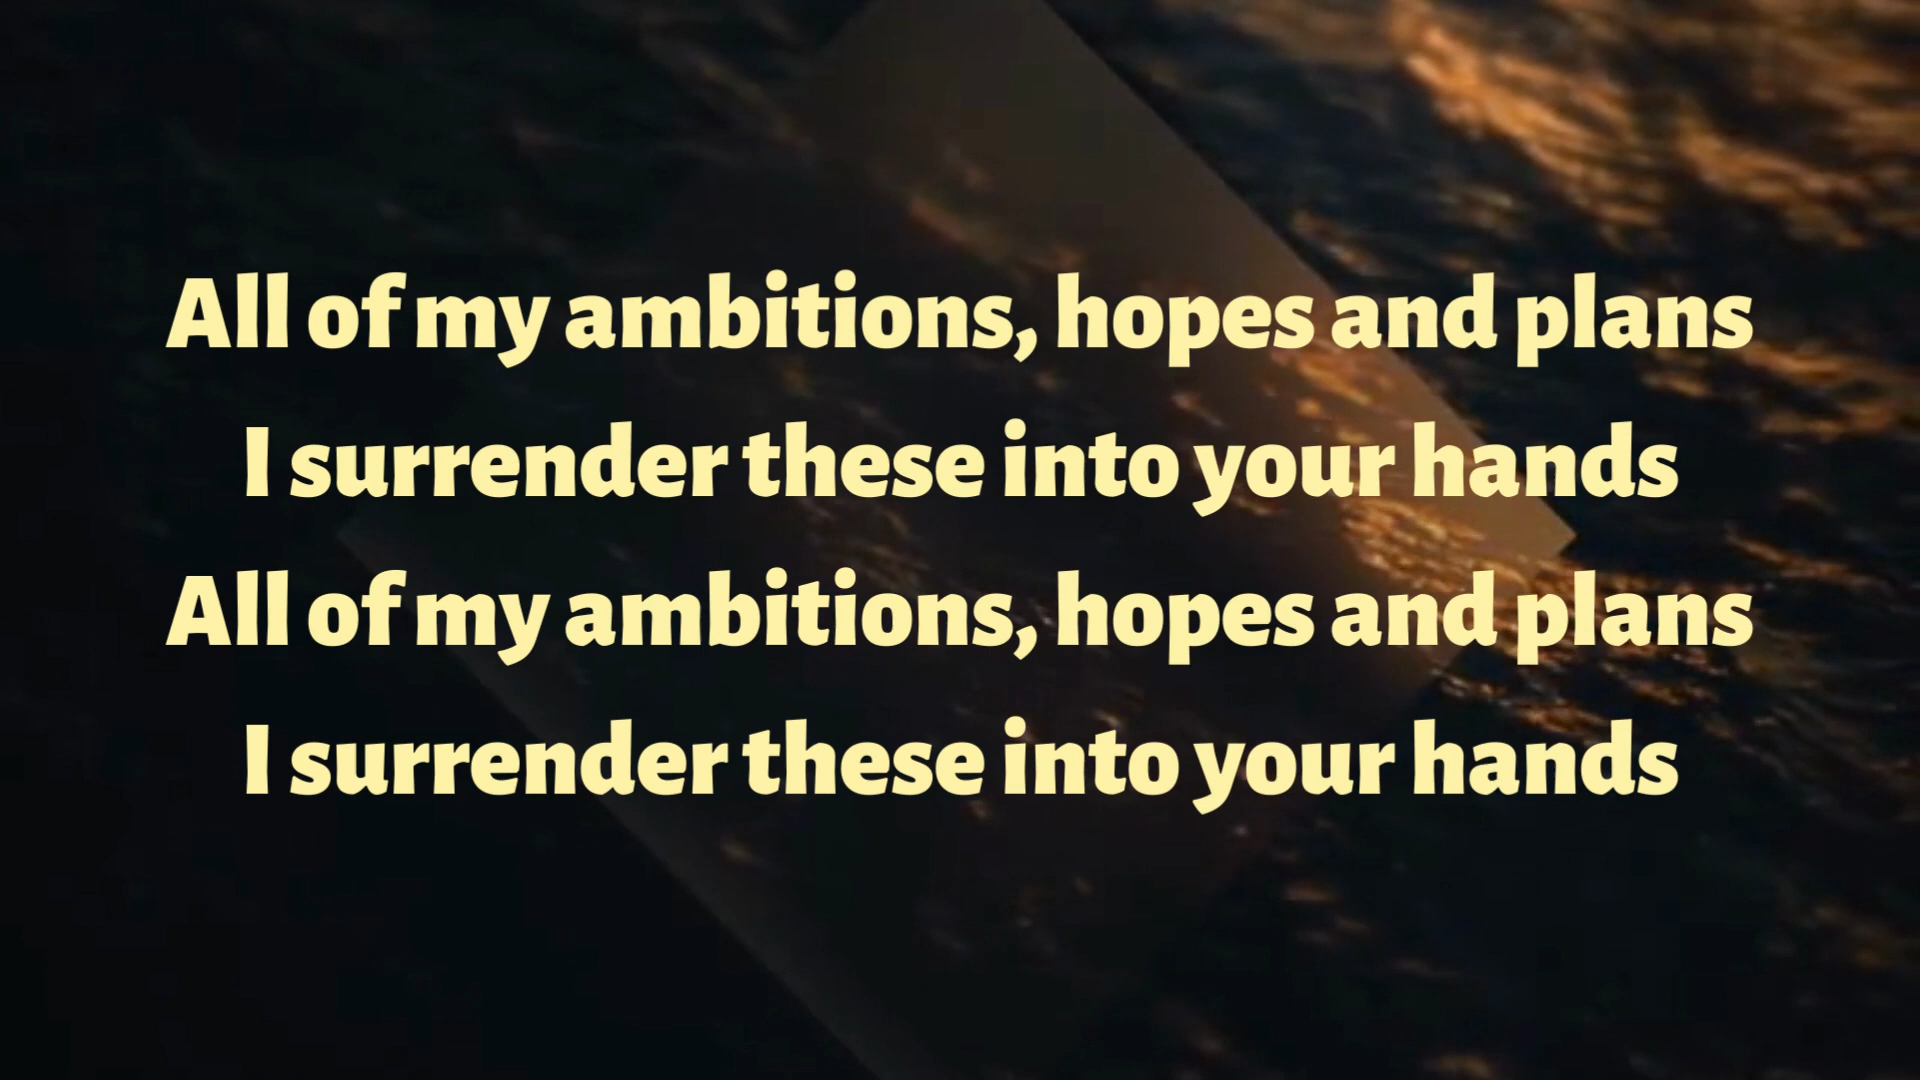 All of my ambitions, hopes and plans
I surrender these into your hands
All of my ambitions, hopes and plans
I surrender these into your hands